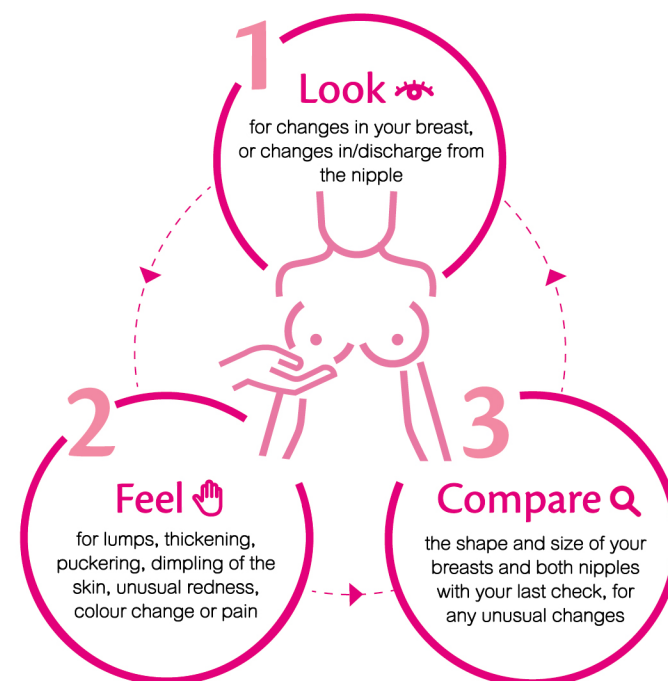 1
Look
for changes in your breast,
or changes in/discharge from
the nipple
2
Feel
for lumps, thickening,
puckering, dimpling of the
skin, unusual redness,
colour change or pain
3
Compare
the shape and size of your
breasts and both nipples
with your last check, for
any unusual changes